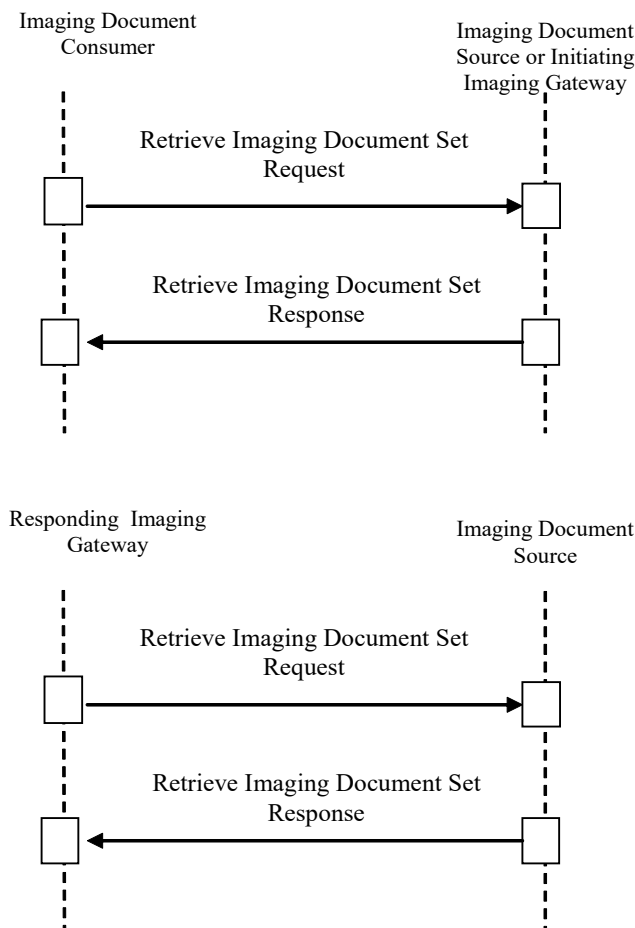 Imaging Document
Consumer
Imaging Document
Source or Initiating
Imaging Gateway
Retrieve Imaging Document Set
Request
Retrieve Imaging Document Set
Response
Responding Imaging
Gateway
Imaging Document
Source
Retrieve Imaging Document Set
Request
Retrieve Imaging Document Set
Response